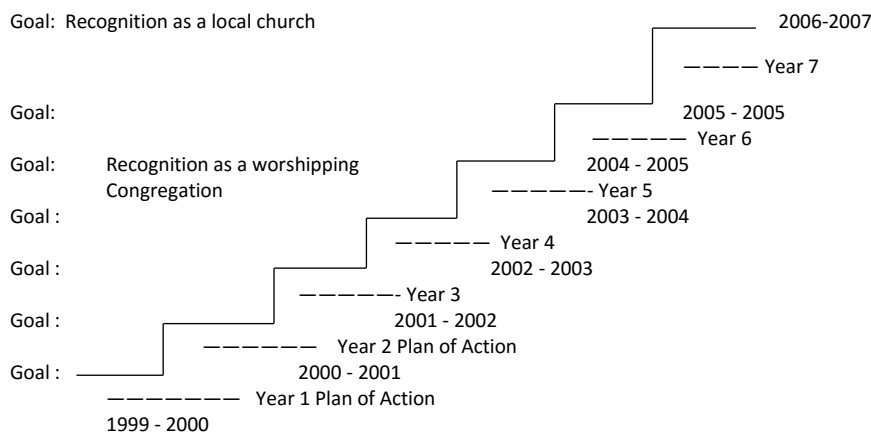 Goal: Recognition as a local church 2006-2007
————— Year 7
Goal: 2005 - 2005
————— Year 6
Goal: Recognition as a worshipping 2004 - 2005
Congregation —————- Year 5
Goal : 2003 - 2004
————— Year 4
Goal : 2002 - 2003
—————- Year 3
Goal : 2001 - 2002
—————— Year 2 Plan of Action
Goal : 2000 - 2001
——————— Year 1 Plan of Action
1999 - 2000